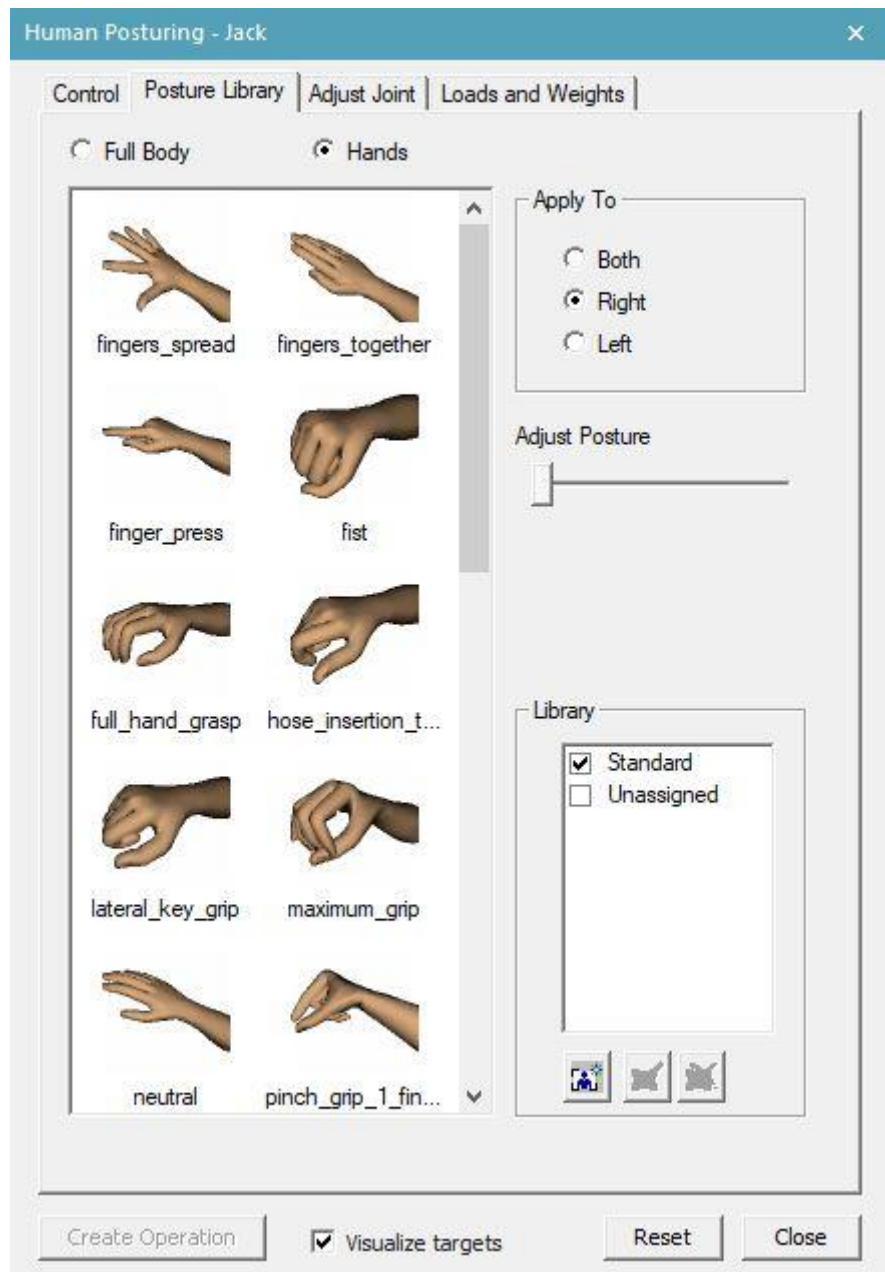 Human Posturing - Jack
Control Posture Library Adjust Joint Loads and Weights
Full Body Hands
fingers_spread fingers_together
finger_press fist
full_hand_grasp hose_insertion_t...
lateral_key_grip maximum_grip
neutral pinch_grip_1_fin...
Apply To
Both
Right
Left
Adjust Posture
Library
Standard
Unassigned
Create Operation Visualize targets Reset Close